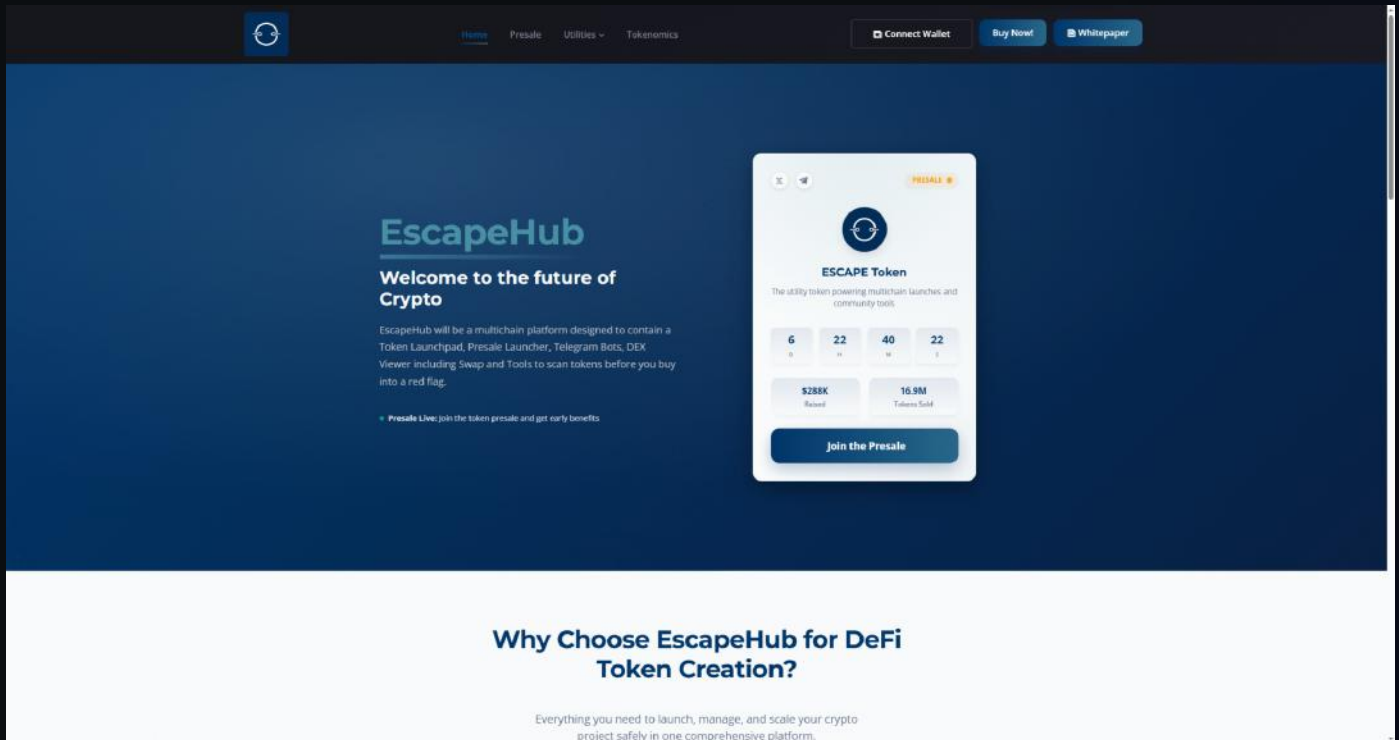 Home
Presale
Utilities
Tokenomics
Connect Wallet
Buy Now!
Whitepaper
EscapeHub
Welcome to the future of
Crypto
EscapeHub will be a multichain platform designed to contain a
Token Launchpad, Presale Launcher, Telegram Bots, DEX
Viewer including Swap and Tools to scan tokens before you buy
into a red flag.
Presale Live: Join the token presale and get early benefits
PRESALE
ESCAPE Token
The utility token powering multichain launches and
community tools
6 22 40 22
D H M S
$288K 16.9M
Raised Tokens Sold
Join the Presale
Why Choose EscapeHub for DeFi
Token Creation?
Everything you need to launch, manage, and scale your crypto
project safely in one comprehensive platform.